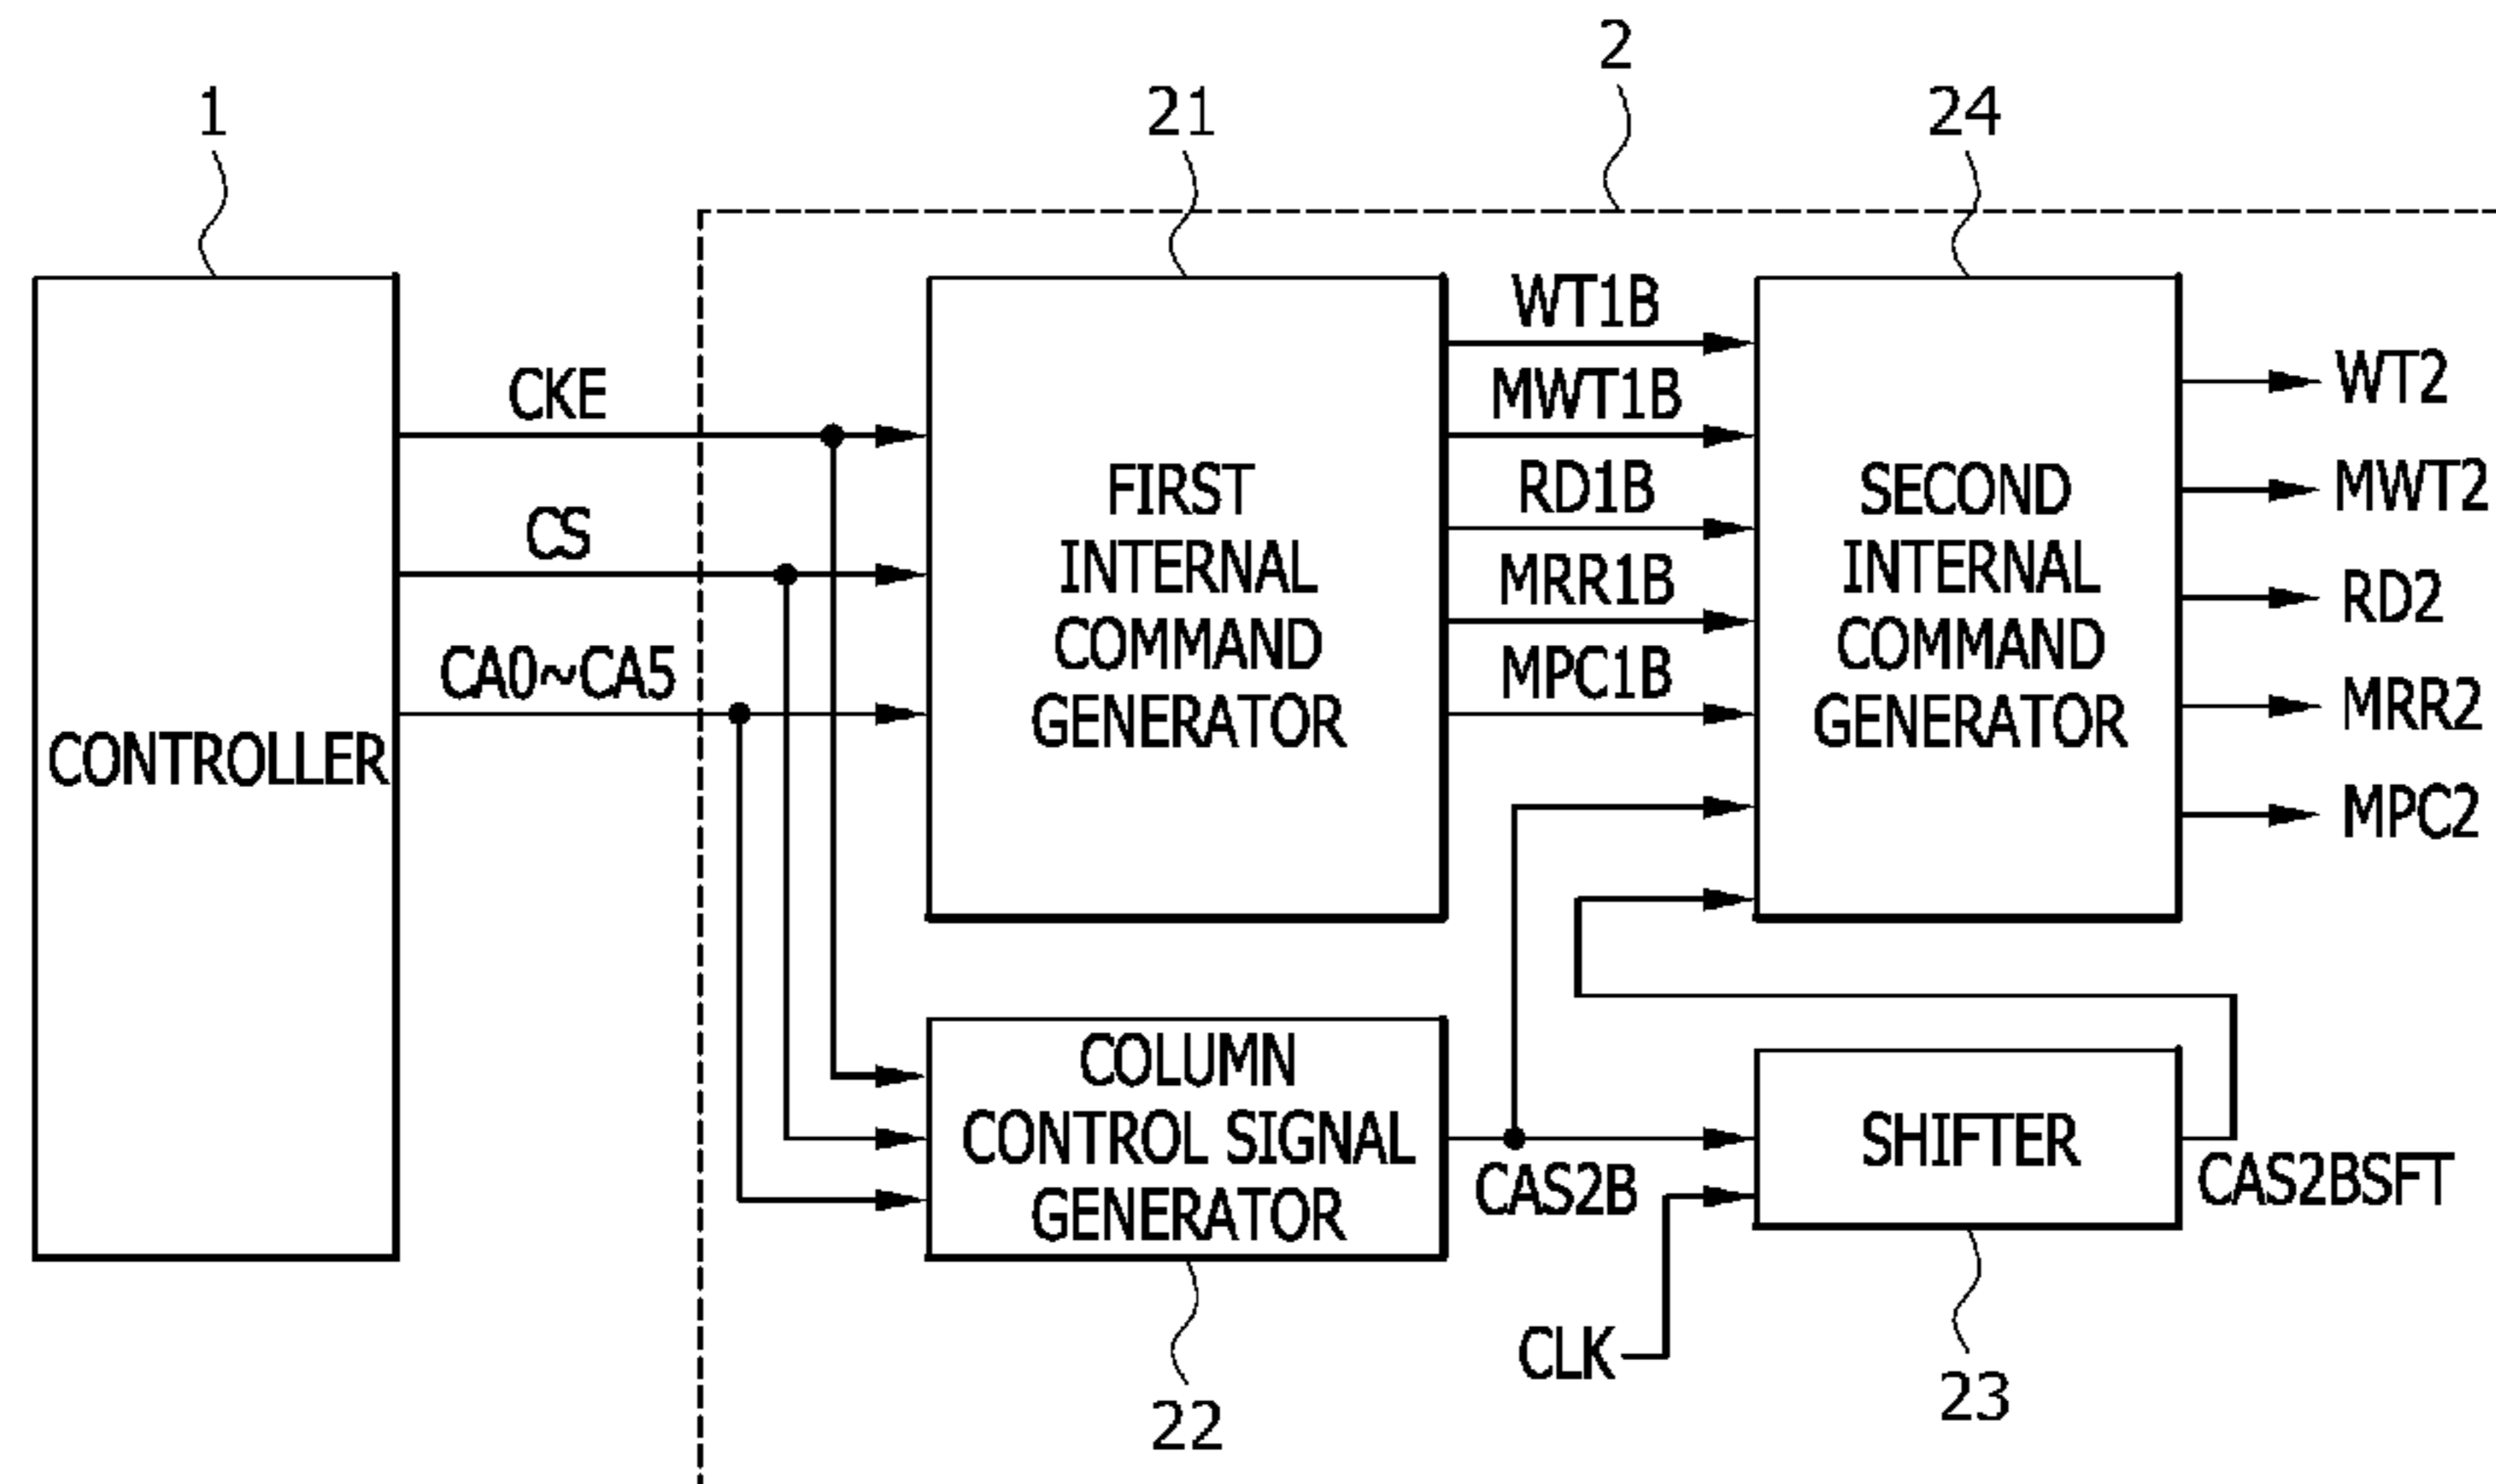 2
1
21
24
CKE
CS
CA0~CA5
CONTROLLER
FIRST
INTERNAL
COMMAND
GENERATOR
WT1B
MWT1B
RD1B
MRR1B
MPC1B
SECOND
INTERNAL
COMMAND
GENERATOR
WT2
MWT2
RD2
MRR2
MPC2
COLUMN
CONTROL SIGNAL
GENERATOR
CAS2B
SHIFTER
CAS2BSFT
CLK
22
23